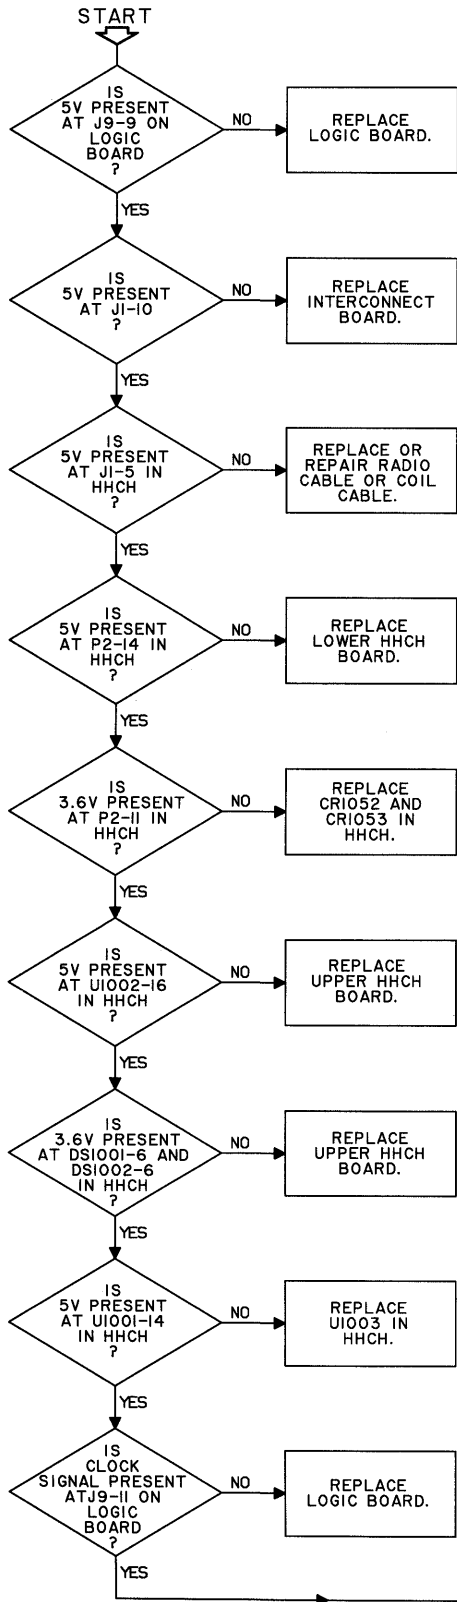 START
IS
5V PRESENT
AT J9-9 ON
LOGIC
BOARD
?
NO
REPLACE
LOGIC BOARD.
YES
IS
5V PRESENT
AT J1-10
?
NO
REPLACE
INTERCONNECT
BOARD.
YES
IS
5V PRESENT
AT J1-5 IN
HHCH
?
NO
REPLACE OR
REPAIR RADIO
CABLE OR COIL
CABLE.
YES
IS
5V PRESENT
AT P2-14 IN
HHCH
?
NO
REPLACE
LOWER HHCH
BOARD.
YES
IS
3.6V PRESENT
AT P2-11 IN
HHCH
?
NO
REPLACE
CR1052 AND
CR1053 IN
HHCH.
YES
IS
5V PRESENT
AT U1002-16
IN HHCH
?
NO
REPLACE
UPPER HHCH
BOARD.
YES
IS
3.6V PRESENT
AT DS1001-6 AND
DS1002-6
IN HHCH
?
NO
REPLACE
UPPER HHCH
BOARD.
YES
IS
5V PRESENT
AT U1001-14
IN HHCH
?
NO
REPLACE
U1003 IN
HHCH.
YES
IS
CLOCK
SIGNAL PRESENT
ATJ9-11 ON
LOGIC
BOARD
?
NO
REPLACE
LOGIC BOARD.
YES